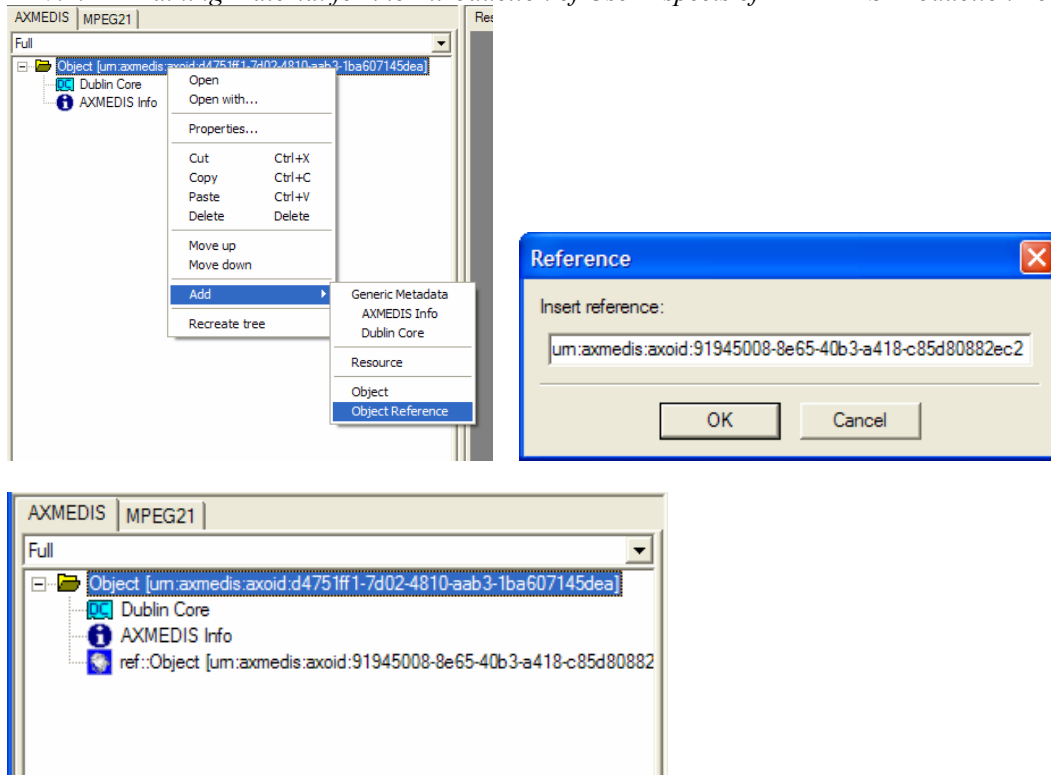 AXMEDIS MPEG21
Full
Object [urn:axmedis:axoid:d4751ff1-7d02-4810-aab3-1ba607145dea]
Dublin Core
AXMEDIS Info
Open
Open with...
Properties...
Cut Ctrl+X
Copy Ctrl+C
Paste Ctrl+V
Delete Delete
Move up
Move down
Add
Recreate tree
Generic Metadata
AXMEDIS Info
Dublin Core
Resource
Object
Object Reference
Reference
Insert reference:
urn:axmedis:axoid:91945008-8e65-40b3-a418-c85d80882ec2
OK Cancel
AXMEDIS MPEG21
Full
Object [urn:axmedis:axoid:d4751ff1-7d02-4810-aab3-1ba607145dea]
Dublin Core
AXMEDIS Info
ref::Object [urn:axmedis:axoid:91945008-8e65-40b3-a418-c85d80882